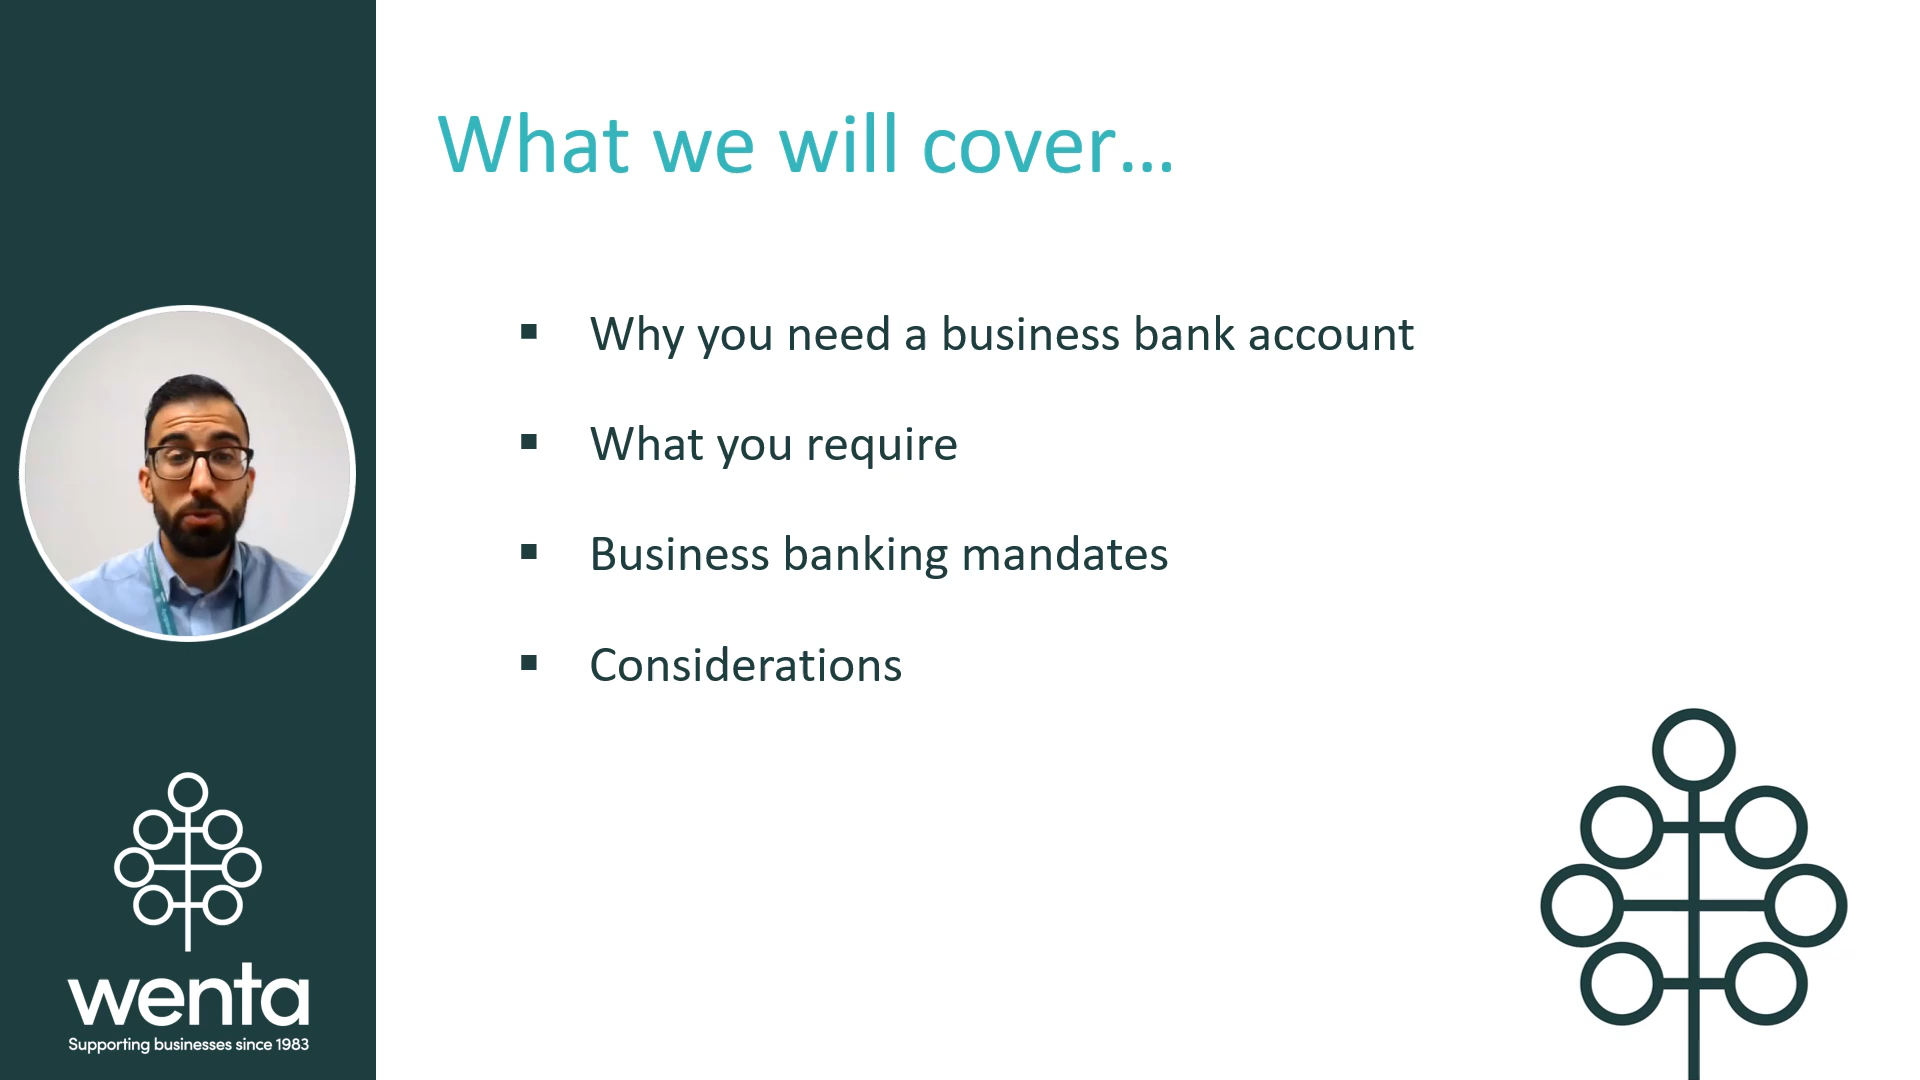 What we will cover...
▪ Why you need a business bank account
▪ What you require
▪ Business banking mandates
▪ Considerations
wenta
Supporting businesses since 1983